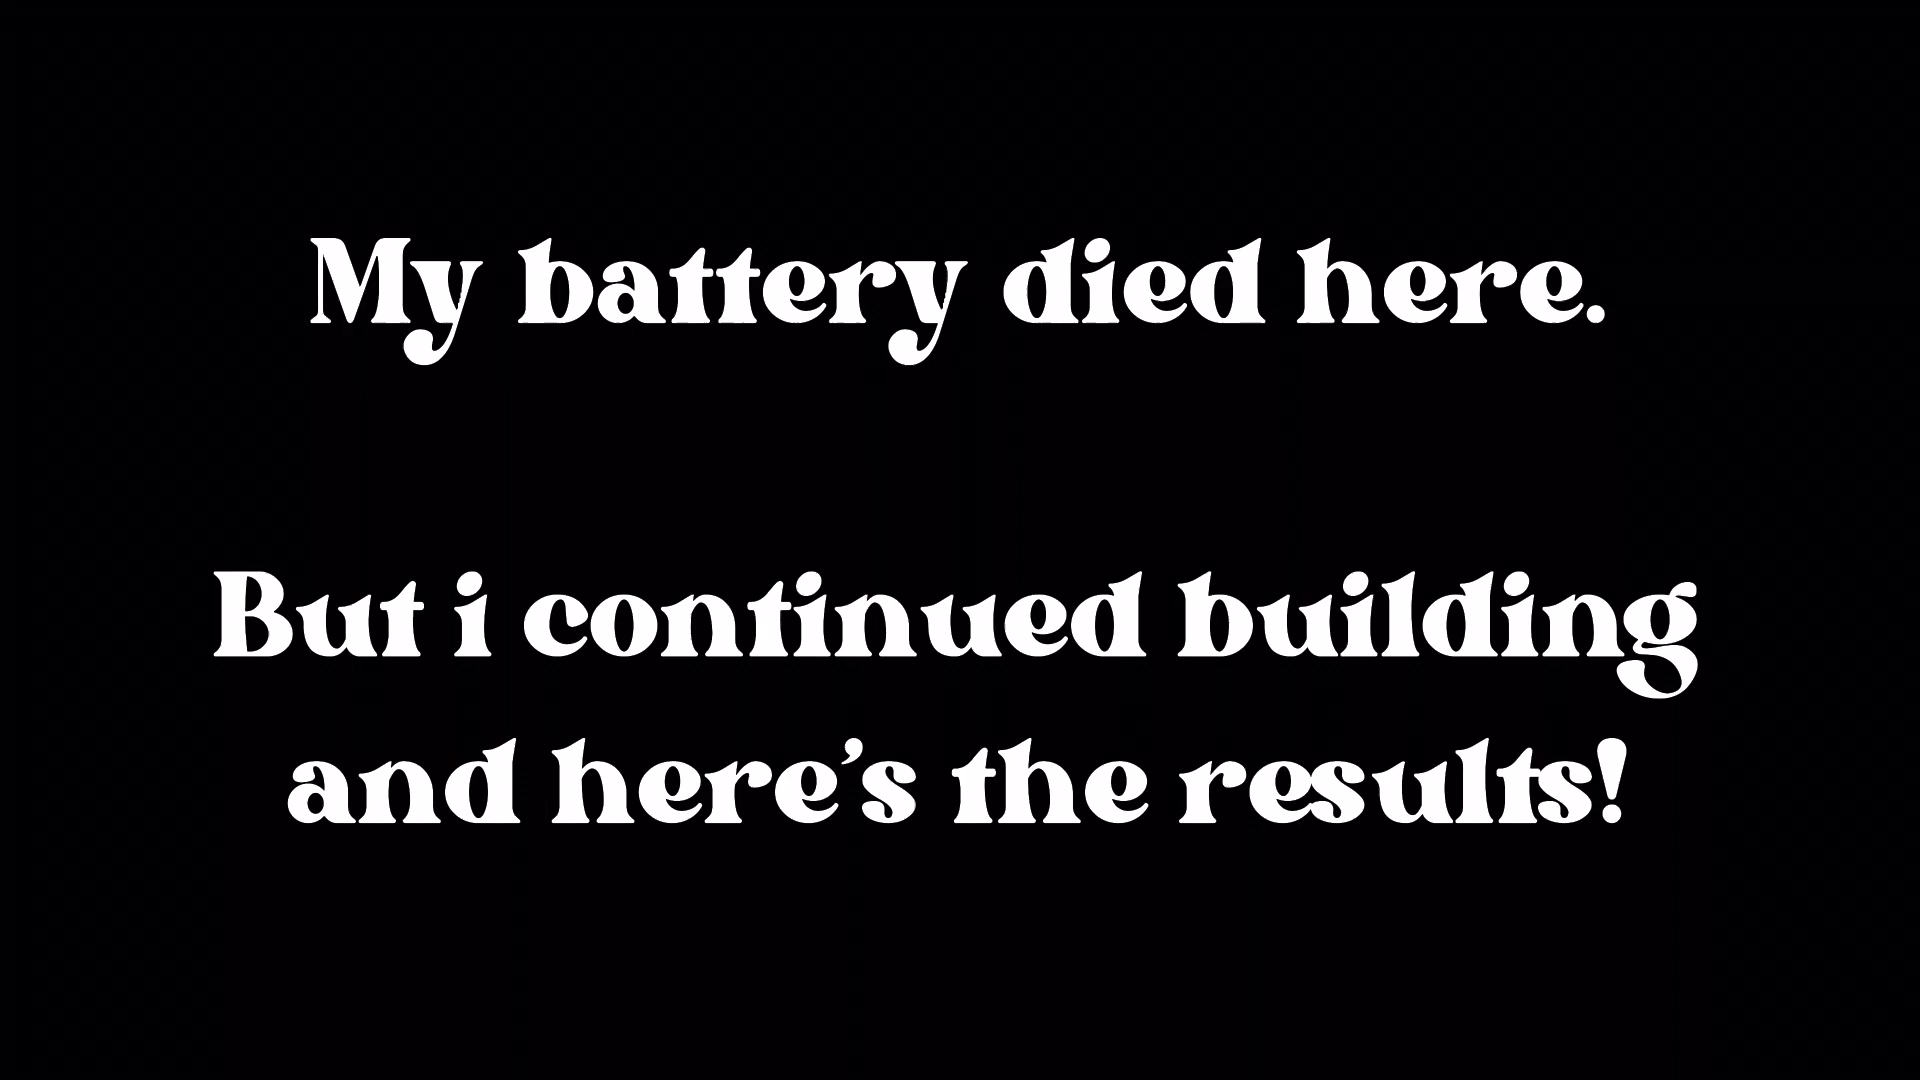 My battery died here.
But i continued building
and here’s the results!